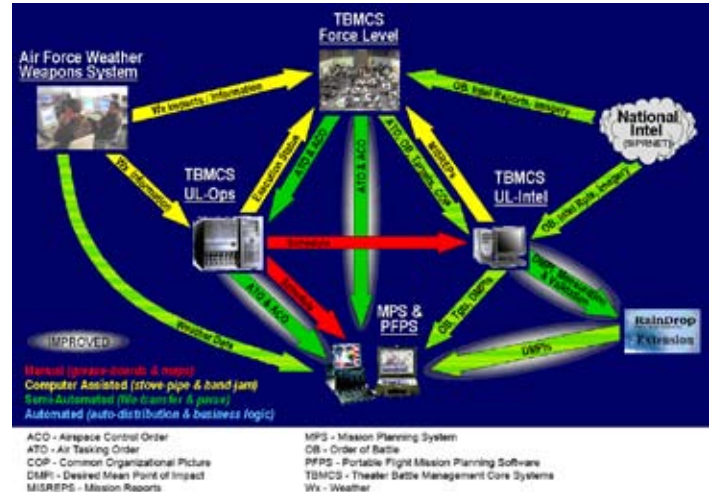 TBMCS
Force Level
Air Force Weather
Weapons System
Wx Impacts / Information
OB, Intel Reports, Imagery
National
Intel
(SIPRNET)
Wx. Information
Execution Status
ATO & ACO
ATO & ACO
ATO, OB, Targets, COP
MISREPS
TBMCS
UL-Ops
TBMCS
UL-Intel
OB, Intel Rpts, Imagery
Schedule
Schedule
ATO & ACO
Weather Data
MPS &
PFPS
OB, Tgts, DMPIs
DMPI, Mensuration
& Validation
RainDrop
Extension
DMPIs
IMPROVED
Manual (grease-boards & maps)
Computer Assisted (stove-pipe & hand-jam)
Semi-Automated (file-transfer & parse)
Automated (auto-distribution & business logic)
ACO - Airspace Control Order
ATO - Air Tasking Order
COP - Common Organizational Picture
DMPI - Desired Mean Point of Impact
MISREPS - Mission Reports
MPS - Mission Planning System
OB - Order of Battle
PFPS - Portable Flight Mission Planning Software
TBMCS - Theater Battle Management Core Systems
Wx - Weather